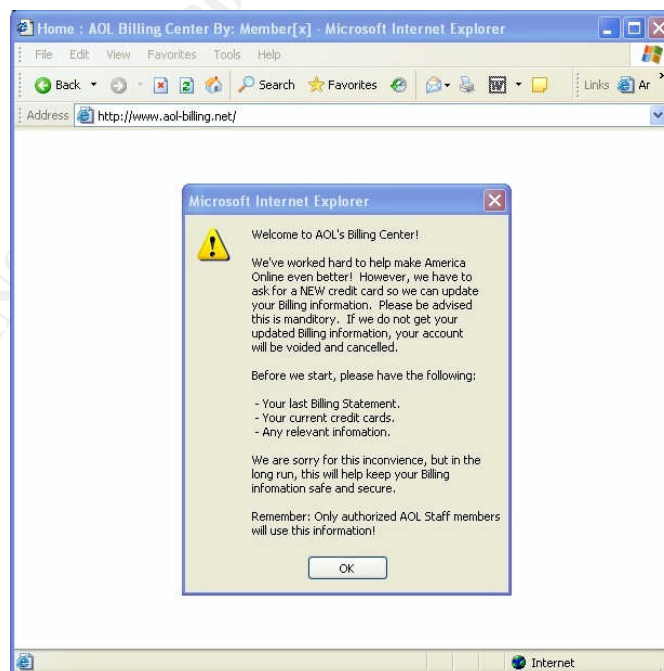 Home : AOL Billing Center By: Member[x] - Microsoft Internet Explorer
File Edit View Favorites Tools Help
Back Search Favorites Links Ar
Address http://www.aol-billing.net/
Microsoft Internet Explorer
Welcome to AOL's Billing Center!
We've worked hard to help make America
Online even better! However, we have to
ask for a NEW credit card so we can update
your Billing information. Please be advised
this is manditory. If we do not get your
updated Billing information, your account
will be voided and cancelled.
Before we start, please have the following:
- Your last Billing Statement.
- Your current credit cards.
- Any relevant infomation.
We are sorry for this inconvience, but in the
long run, this will help keep your Billing
infomation safe and secure.
Remember: Only authorized AOL Staff members
will use this information!
OK
Internet